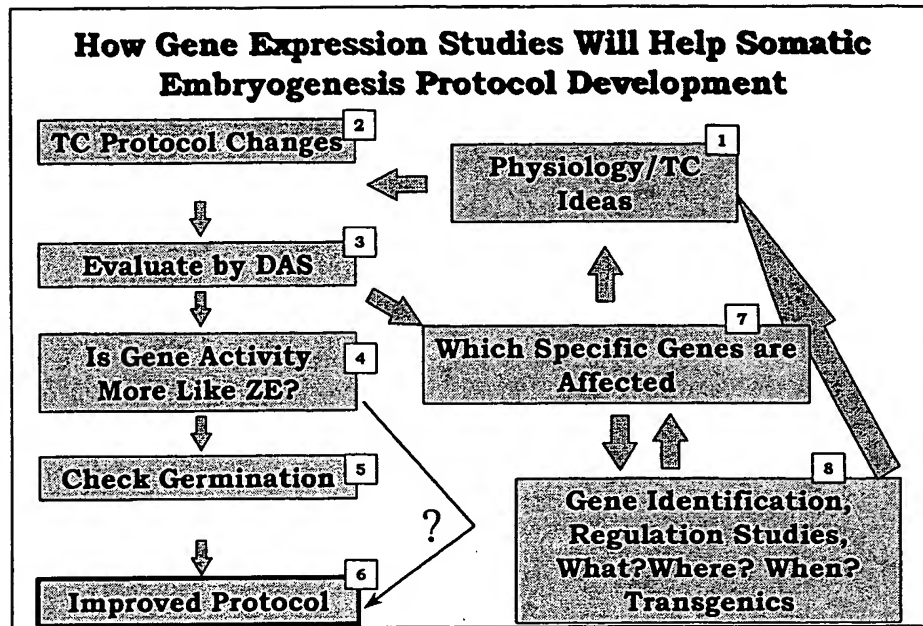 How Gene Expression Studies Will Help Somatic
Embryogenesis Protocol Development
2
TC Protocol Changes
1
Physiology/TC
Ideas
3
Evaluate by DAS
7
Which Specific Genes are
Affected
4
Is Gene Activity
More Like ZE?
5
Check Germination
8
Gene Identification,
Regulation Studies,
What?Where? When?
Transgenics
?
6
Improved Protocol